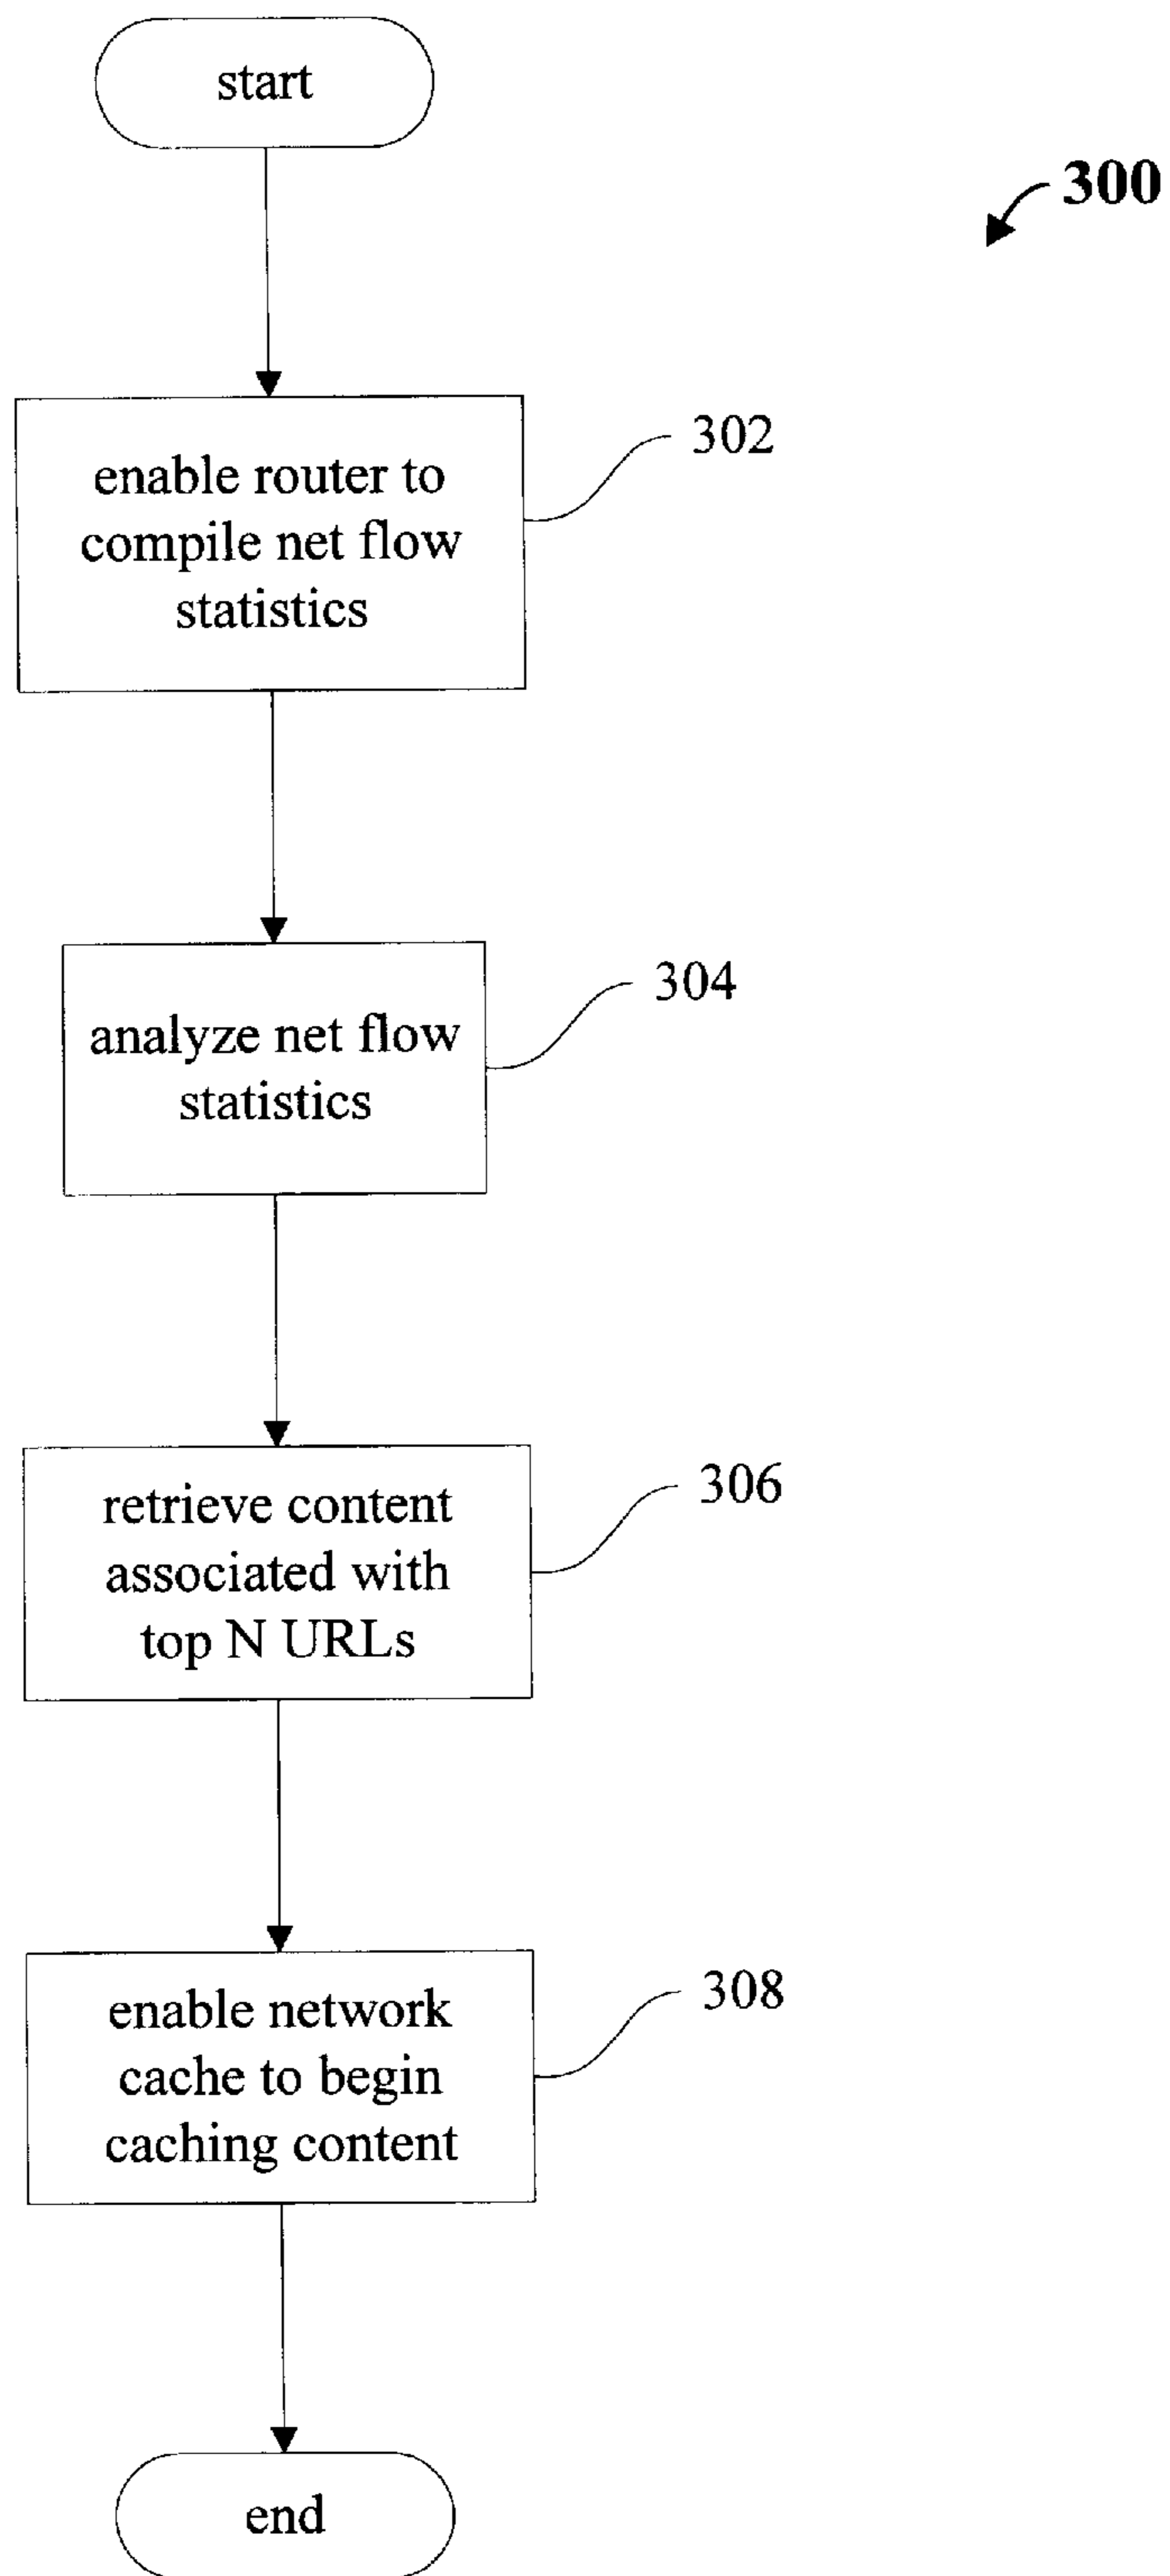 start
300
302
enable router to
compile net flow
statistics
304
analyze net flow
statistics
306
retrieve content
associated with
top N URLs
308
enable network
cache to begin
caching content
end